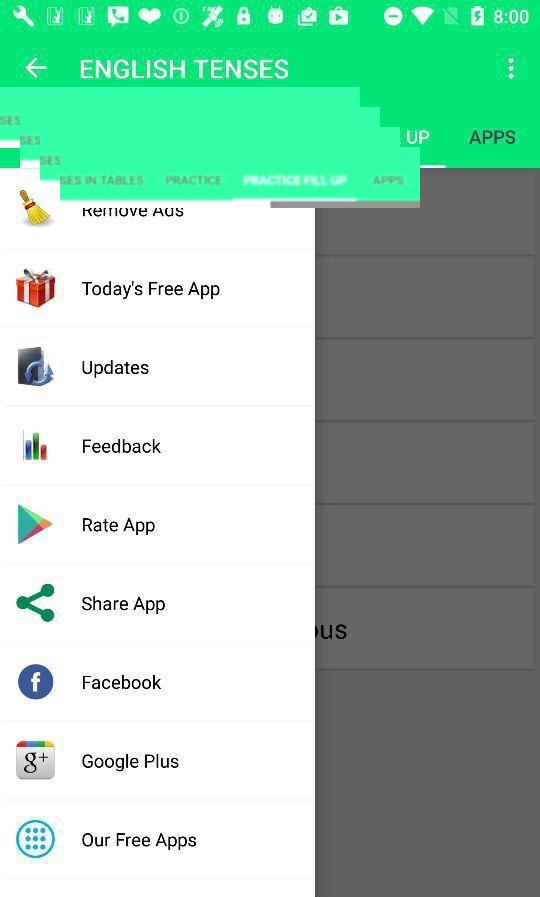 8:00
ENGLISH TENSES
SES
SES
UP APPS
SES
SES IN TABLES PRACTICE PRACTICE FILL UP APPS
Remove Ads
Today's Free App
Updates
Feedback
Rate App
Share App
ous
Facebook
g+ Google Plus
Our Free Apps